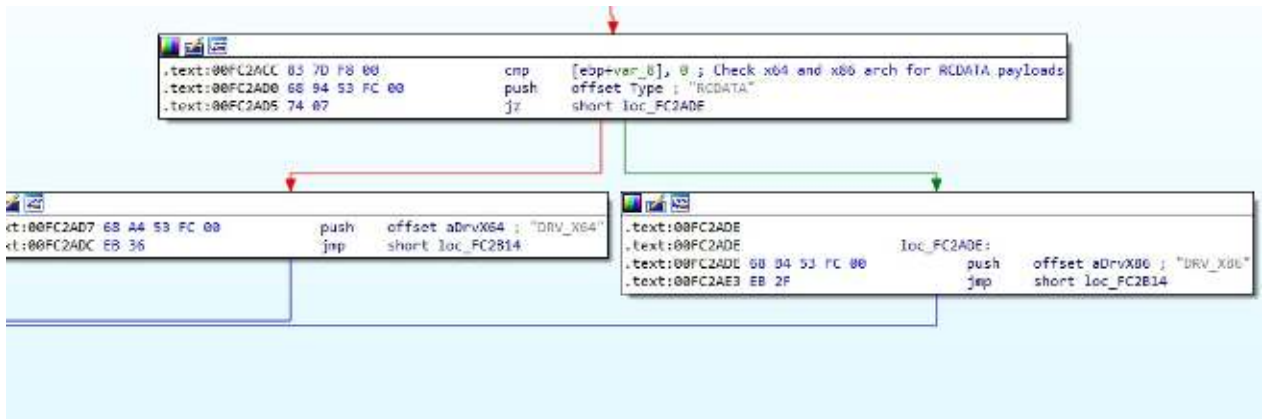 .text:00FC2ACC 83 7D F8 00 cmp [ebp+var_8], 0 ; Check x64 and x86 arch for RCDATA payloads
.text:00FC2AD0 68 94 53 FC 00 push offset Type ; "RCDATA"
.text:00FC2AD5 74 07 jz short loc_FC2ADE
xt:00FC2AD7 68 A4 53 FC 00 push offset aDrvX64 ; "DRV_X64"
xt:00FC2ADC EB 36 jmp short loc_FC2B14
.text:00FC2ADE
.text:00FC2ADE loc_FC2ADE:
.text:00FC2ADE 68 B4 53 FC 00 push offset aDrvX86 ; "DRV_X86"
.text:00FC2AE3 EB 2F jmp short loc_FC2B14